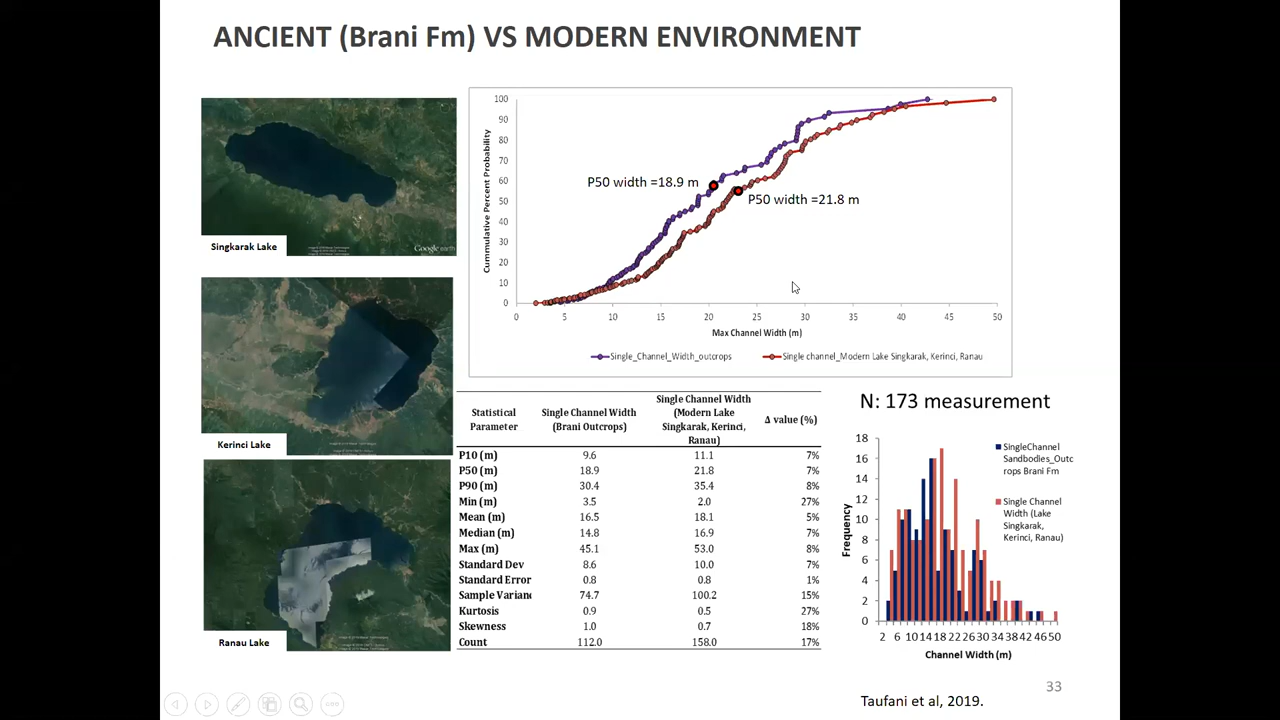 ANCIENT (Brani Fm) VS MODERN ENVIRONMENT
Singkarak Lake
Google earth
Kerinci Lake
Ranau Lake
Cummulative Percent Probability
100
90
80
70
60
50
40
30
20
10
0
0 5 10 15 20 25 30 35 40 45 50
Max Channel Width (m)
P50 width =18.9 m
P50 width =21.8 m
Single_Channel_Width_outcrops
Single channel_Modern Lake Singkarak, Kerinci, Ranau
Statistical Parameter | Single Channel Width (Brani Outcrops) | Single Channel Width (Modern Lake Singkarak, Kerinci, Ranau) | Δ value (%)
P10 (m) 9.6 11.1 7%
P50 (m) 18.9 21.8 7%
P90 (m) 30.4 35.4 8%
Min (m) 3.5 2.0 27%
Mean (m) 16.5 18.1 5%
Median (m) 14.8 16.9 7%
Max (m) 45.1 53.0 8%
Standard Dev 8.6 10.0 7%
Standard Error 0.8 0.8 1%
Sample Varian 74.7 100.2 15%
Kurtosis 0.9 0.5 27%
Skewness 1.0 0.7 18%
Count 112.0 158.0 17%
N: 173 measurement
Frequency
18
16
14
12
10
8
6
4
2
0
2 6 10 14 18 22 26 30 34 38 42 46 50
Channel Width (m)
SingleChannel
Sandbodies_Outc
rops Brani Fm
Single Channel
Width (Lake
Singkarak,
Kerinci, Ranau)
33
Taufani et al, 2019.